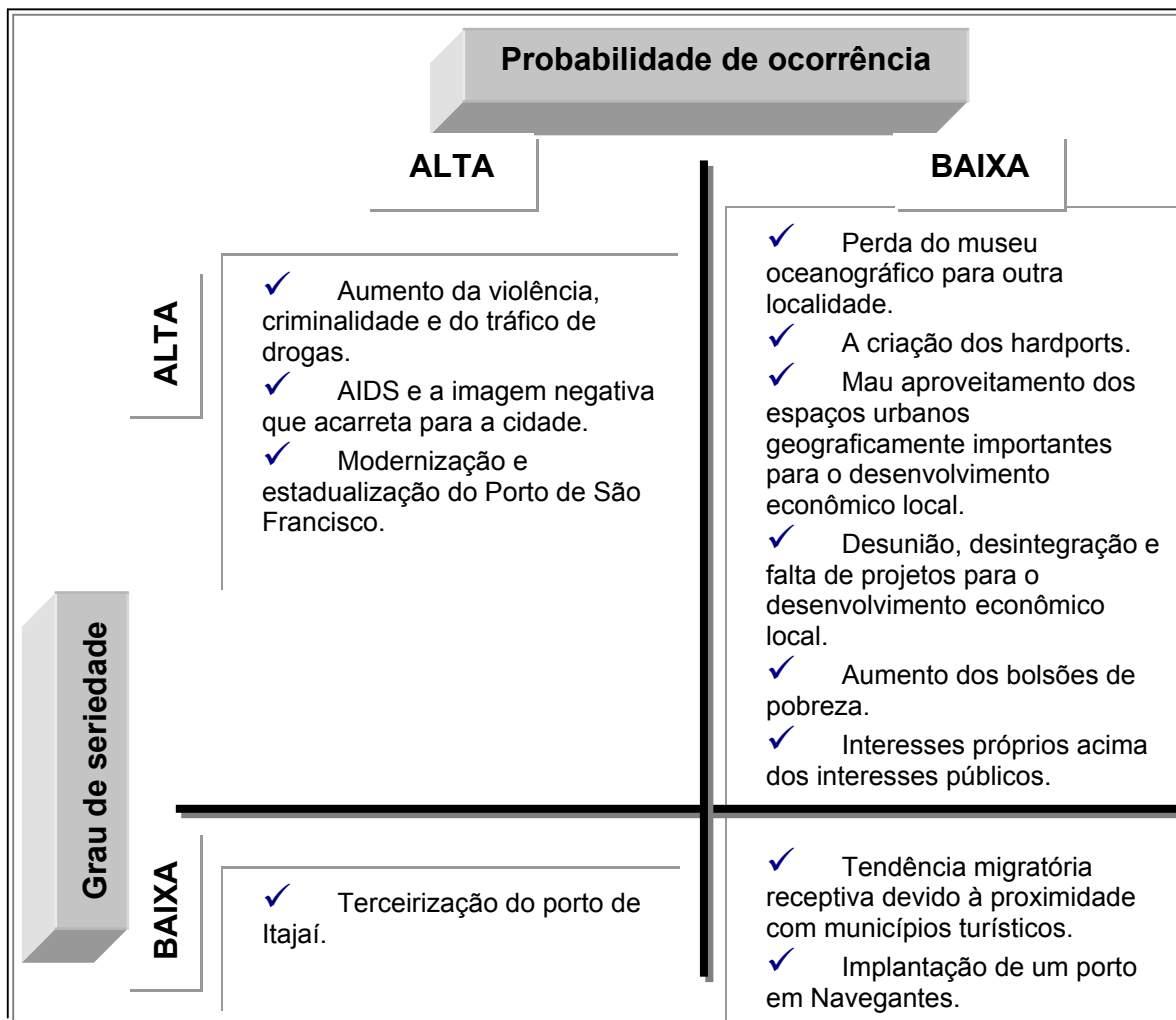 Probabilidade de ocorrência
ALTA
BAIXA
Grau de seriedade
ALTA
✓ Aumento da violência,
criminalidade e do tráfico de
drogas.
✓ AIDS e a imagem negativa
que acarreta para a cidade.
✓ Modernização e
estadualização do Porto de São
Francisco.
✓ Perda do museu
oceanográfico para outra
localidade.
✓ A criação dos hardports.
✓ Mau aproveitamento dos
espaços urbanos
geograficamente importantes
para o desenvolvimento
econômico local.
✓ Desunião, desintegração e
falta de projetos para o
desenvolvimento econômico
local.
✓ Aumento dos bolsões de
pobreza.
✓ Interesses próprios acima
dos interesses públicos.
BAIXA
✓ Terceirização do porto de
Itajaí.
✓ Tendência migratória
receptiva devido à proximidade
com municípios turísticos.
✓ Implantação de um porto
em Navegantes.